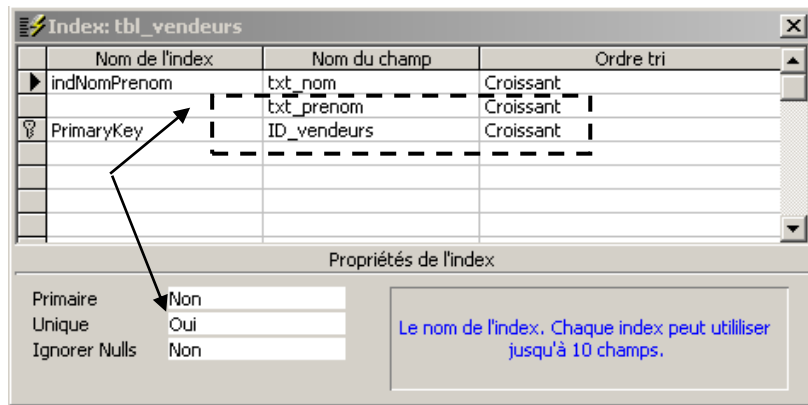 Index: tbl_vendeurs
Nom de l'index Nom du champ Ordre tri
indNomPrenom txt_nom Croissant
txt_prenom Croissant
PrimaryKey ID_vendeurs Croissant
Propriétés de l'index
Primaire Non
Unique Oui
Ignorer Nulls Non
Le nom de l'index. Chaque index peut utililiser
jusqu'à 10 champs.